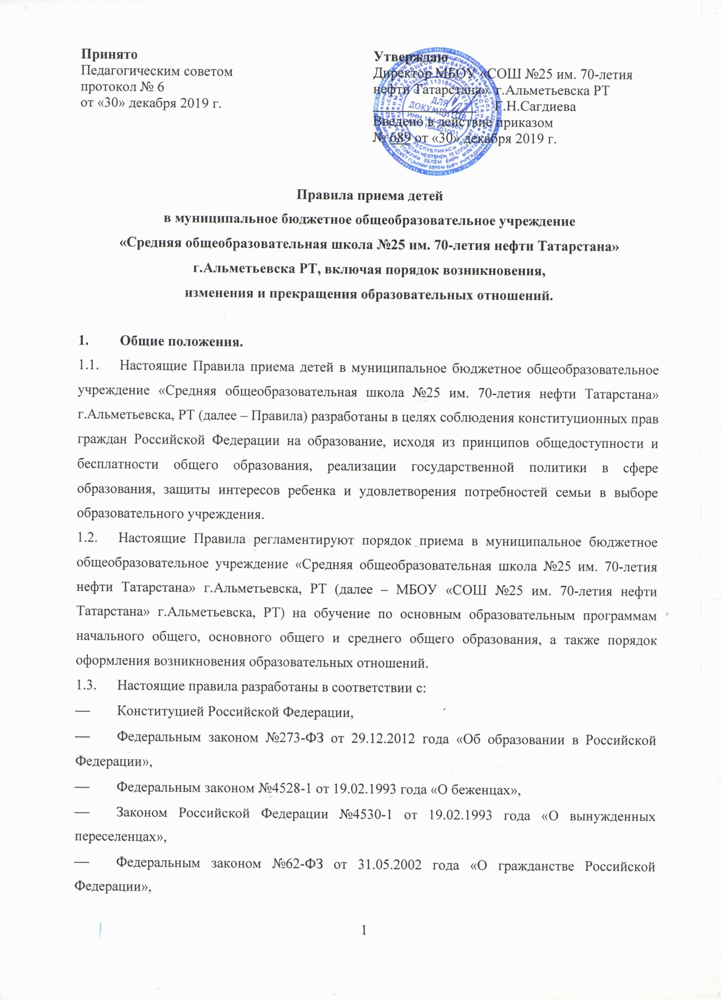 Принято
Педагогическим советом
протокол № 6
от «30» декабря 2019 г.
Утверждаю
Директор МБОУ «СОШ №25 им. 70-летия
нефти Татарстана» г.Альметьевска РТ
Г.Н.Сагдиева
Введено в действие приказом
№ 689 от «30» декабря 2019 г.
ДЛЯ
ДОКУМЕНТОВ
Правила приема детей
в муниципальное бюджетное общеобразовательное учреждение
«Средняя общеобразовательная школа №25 им. 70-летия нефти Татарстана»
г.Альметьевска РТ, включая порядок возникновения,
изменения и прекращения образовательных отношений.
1. Общие положения.
1.1. Настоящие Правила приема детей в муниципальное бюджетное общеобразовательное
учреждение «Средняя общеобразовательная школа №25 им. 70-летия нефти Татарстана»
г.Альметьевска, РТ (далее – Правила) разработаны в целях соблюдения конституционных прав
граждан Российской Федерации на образование, исходя из принципов общедоступности и
бесплатности общего образования, реализации государственной политики в сфере
образования, защиты интересов ребенка и удовлетворения потребностей семьи в выборе
образовательного учреждения.
1.2. Настоящие Правила регламентируют порядок приема в муниципальное бюджетное
общеобразовательное учреждение «Средняя общеобразовательная школа №25 им. 70-летия
нефти Татарстана» г.Альметьевска, РТ (далее – МБОУ «СОШ №25 им. 70-летия нефти
Татарстана» г.Альметьевска, РТ) на обучение по основным образовательным программам
начального общего, основного общего и среднего общего образования, а также порядок
оформления возникновения образовательных отношений.
1.3. Настоящие правила разработаны в соответствии с:
— Конституцией Российской Федерации,
— Федеральным законом №273-ФЗ от 29.12.2012 года «Об образовании в Российской
Федерации»,
— Федеральным законом №4528-1 от 19.02.1993 года «О беженцах»,
— Законом Российской Федерации №4530-1 от 19.02.1993 года «О вынужденных
переселенцах»,
— Федеральным законом №62-ФЗ от 31.05.2002 года «О гражданстве Российской
Федерации»,
1